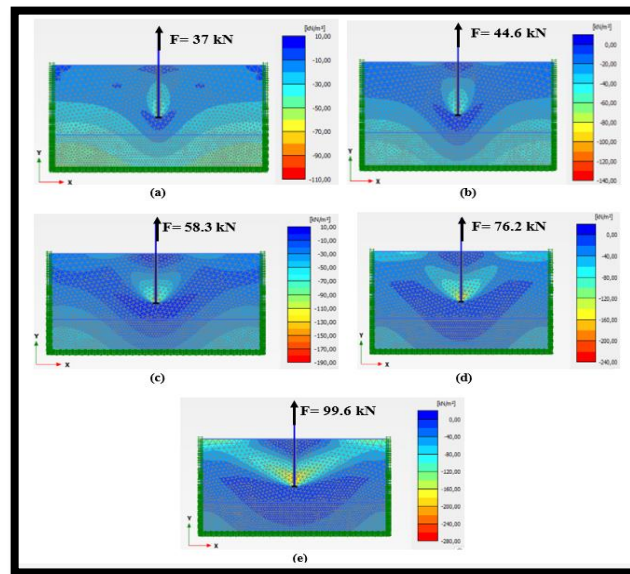 [kN/m²]
F= 37 kN
10,00
-10,00
-30,00
-50,00
-70,00
-90,00
-110,00
Y
X
(a)
[kN/m²]
F= 44.6 kN
0,00
-20,00
-40,00
-60,00
-80,00
-100,00
-120,00
-140,00
Y
X
(b)
[kN/m²]
F= 58.3 kN
10,00
-10,00
-30,00
-50,00
-70,00
-90,00
-110,00
-130,00
-150,00
-170,00
-190,00
Y
X
(c)
[kN/m²]
F= 76.2 kN
0,00
-40,00
-80,00
-120,00
-160,00
-200,00
-240,00
Y
X
(d)
[kN/m²]
F= 99.6 kN
0,00
-40,00
-80,00
-120,00
-160,00
-200,00
-240,00
-280,00
Y
X
(e)